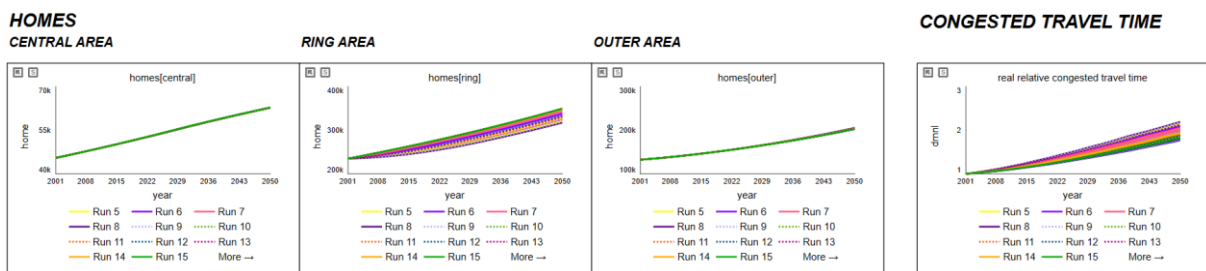 HOMES
CONGESTED TRAVEL TIME
CENTRAL AREA
RING AREA
OUTER AREA
homes[central]
70k
55k
40k
home
2001 2008 2015 2022 2029 2036 2043 2050
year
Run 5 Run 6 Run 7
Run 8 Run 9 Run 10
Run 11 Run 12 Run 13
Run 14 Run 15 More →
homes[ring]
400k
300k
200k
home
2001 2008 2015 2022 2029 2036 2043 2050
year
Run 5 Run 6 Run 7
Run 8 Run 9 Run 10
Run 11 Run 12 Run 13
Run 14 Run 15 More →
homes[outer]
300k
200k
100k
home
2001 2008 2015 2022 2029 2036 2043 2050
year
Run 5 Run 6 Run 7
Run 8 Run 9 Run 10
Run 11 Run 12 Run 13
Run 14 Run 15 More →
real relative congested travel time
3
2
1
dmnl
2001 2008 2015 2022 2029 2036 2043 2050
year
Run 5 Run 6 Run 7
Run 8 Run 9 Run 10
Run 11 Run 12 Run 13
Run 14 Run 15 More →